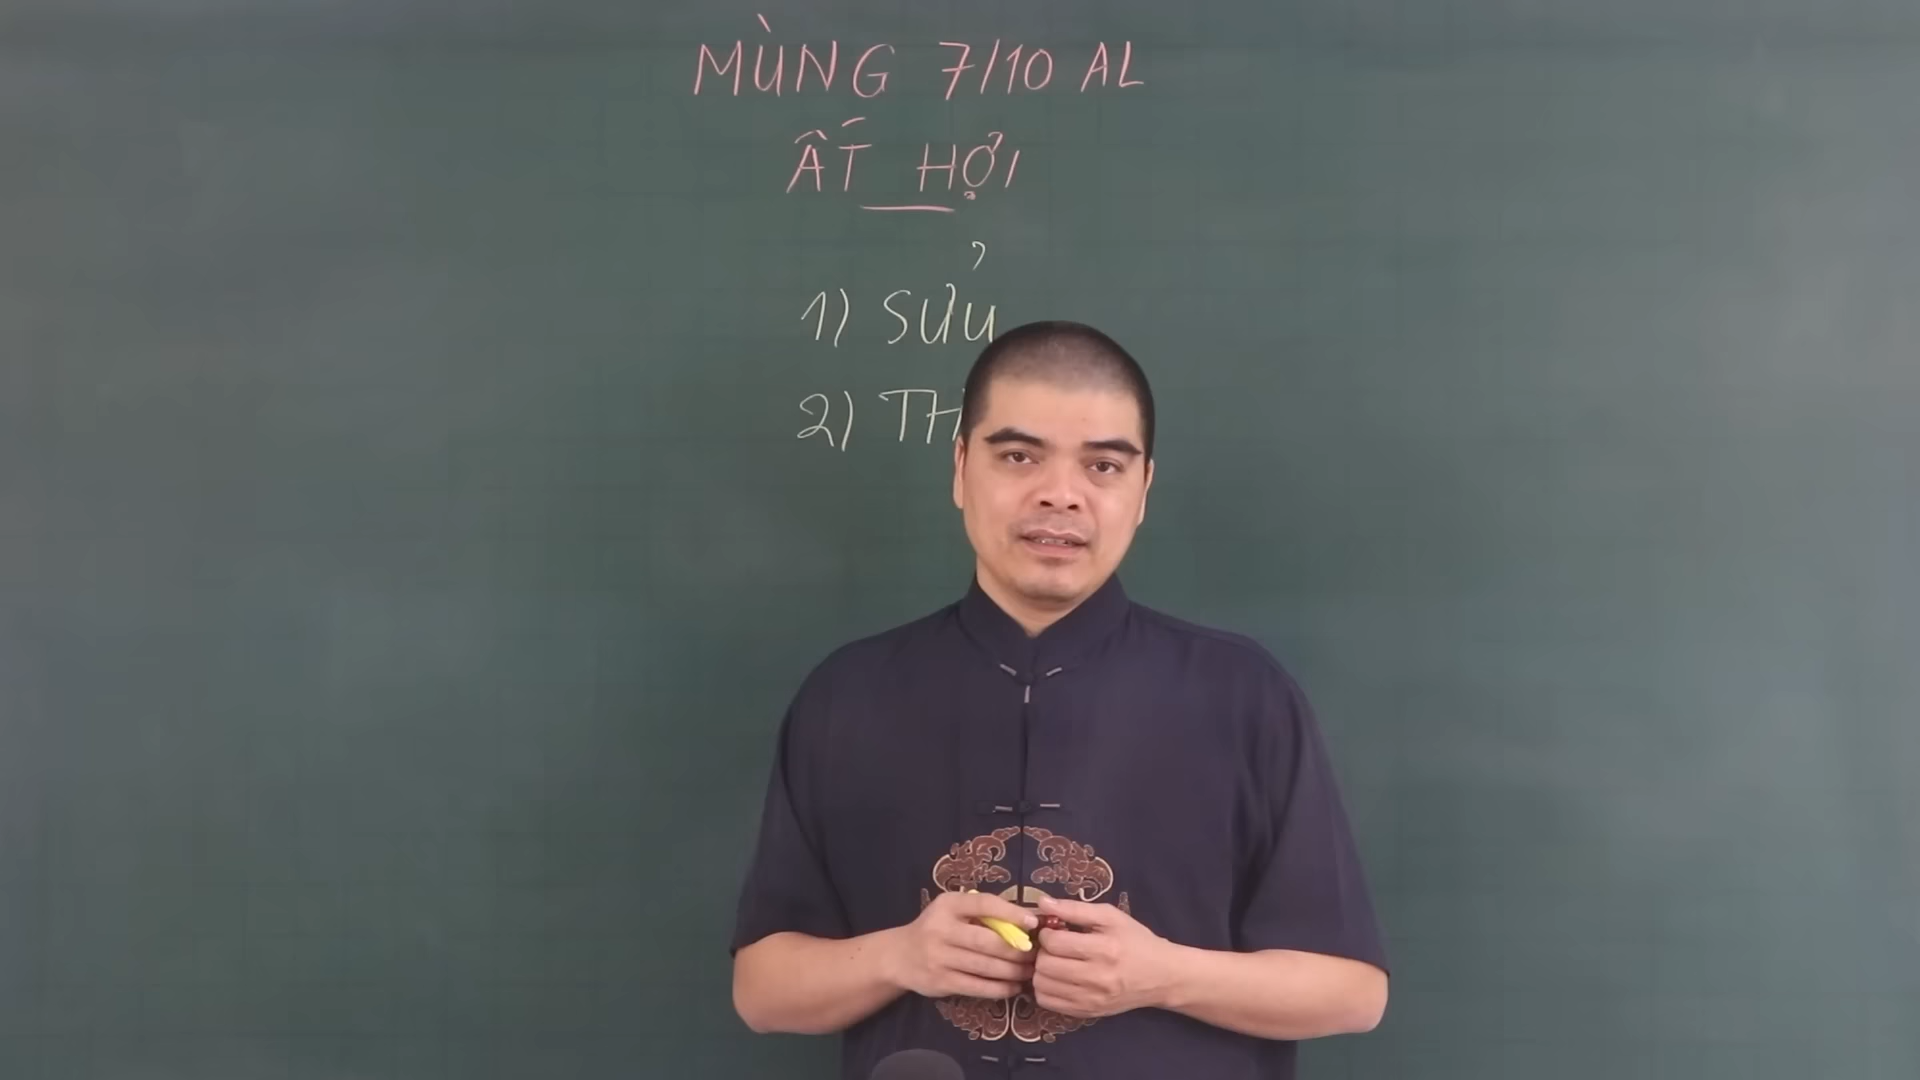 MÙNG 7/10 AL
ẤT HỢI
1) SỬU
2) TH